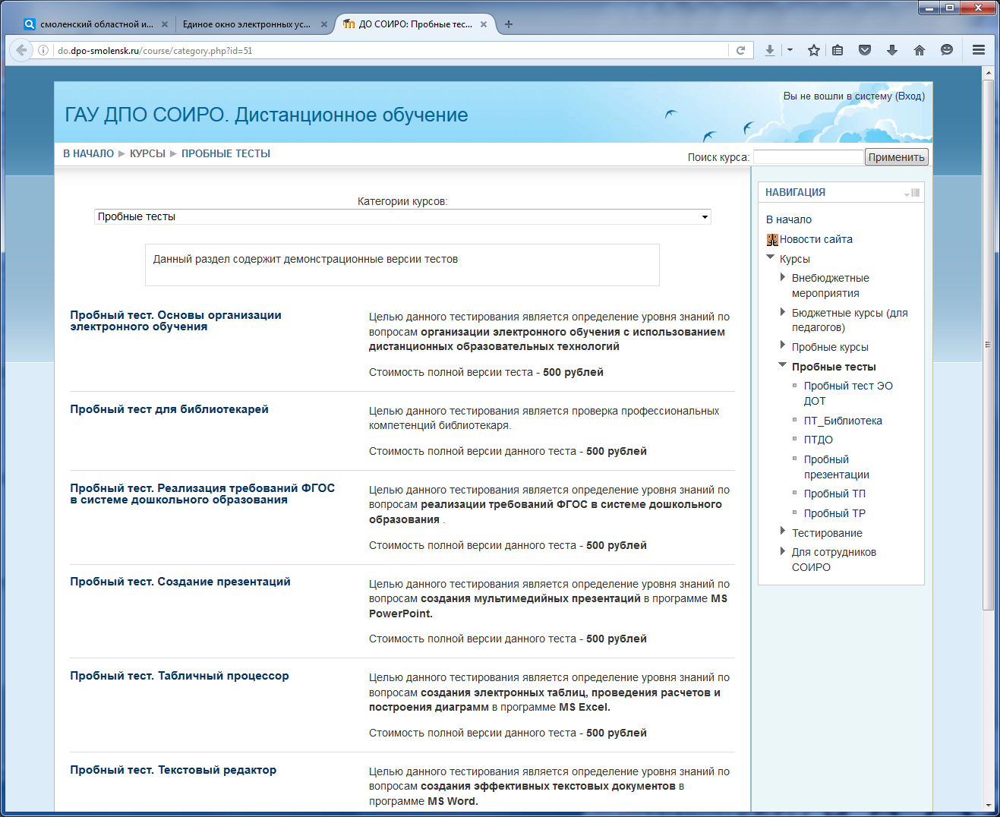 смоленский областной и...
Единое окно электронных ус...
ДО СОИРО: Пробные тес...
do.dpo-smolensk.ru/course/category.php?id=51
Вы не вошли в систему (Вход)
ГАУ ДПО СОИРО. Дистанционное обучение
В НАЧАЛО ► КУРСЫ ► ПРОБНЫЕ ТЕСТЫ
Поиск курса:
Применить
Категории курсов:
Пробные тесты
Данный раздел содержит демонстрационные версии тестов
Пробный тест. Основы организации
электронного обучения
Целью данного тестирования является определение уровня знаний по
вопросам организации электронного обучения с использованием
дистанционных образовательных технологий
Стоимость полной версии теста - 500 рублей
Пробный тест для библиотекарей
Целью данного тестирования является проверка профессиональных
компетенций библиотекаря.
Стоимость полной версии данного теста - 500 рублей
Пробный тест. Реализация требований ФГОС
в системе дошкольного образования
Целью данного тестирования является определение уровня знаний по
вопросам реализации требований ФГОС в системе дошкольного
образования .
Стоимость полной версии данного теста - 500 рублей
Пробный тест. Создание презентаций
Целью данного тестирования является определение уровня знаний по
вопросам создания мультимедийных презентаций в программе MS
PowerPoint.
Стоимость полной версии данного теста - 500 рублей
Пробный тест. Табличный процессор
Целью данного тестирования является определение уровня знаний по
вопросам создания электронных таблиц, проведения расчетов и
построения диаграмм в программе MS Excel.
Стоимость полной версии данного теста - 500 рублей
Пробный тест. Текстовый редактор
Целью данного тестирования является определение уровня знаний по
вопросам создания эффективных текстовых документов в
программе MS Word.
НАВИГАЦИЯ
В начало
Новости сайта
Курсы
Внебюджетные
мероприятия
Бюджетные курсы (для
педагогов)
Пробные курсы
Пробные тесты
Пробный тест ЭО
ДОТ
ПТ_Библиотека
ПТДО
Пробный
презентации
Пробный ТП
Пробный ТР
Тестирование
Для сотрудников
СОИРО